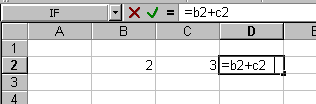 IF = =b2+c2
A B C D
1
2 2 3 =b2+c2
3
4